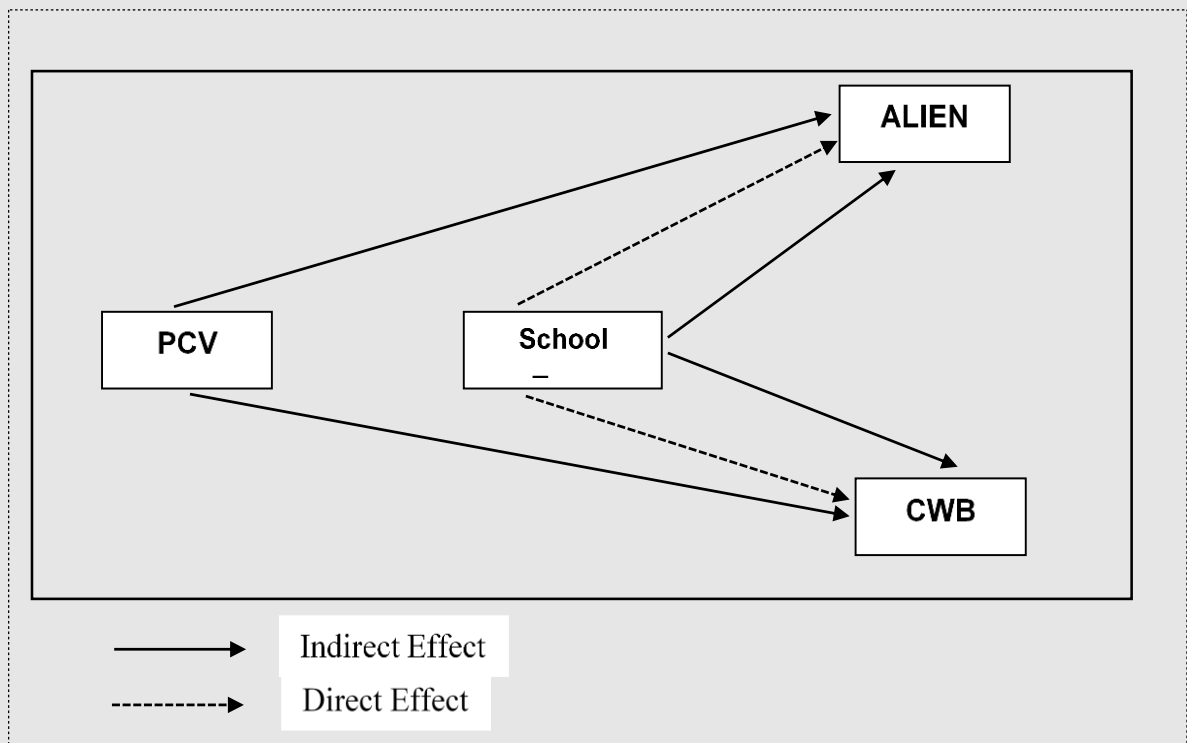 ALIEN
PCV
School
_
CWB
Indirect Effect
Direct Effect